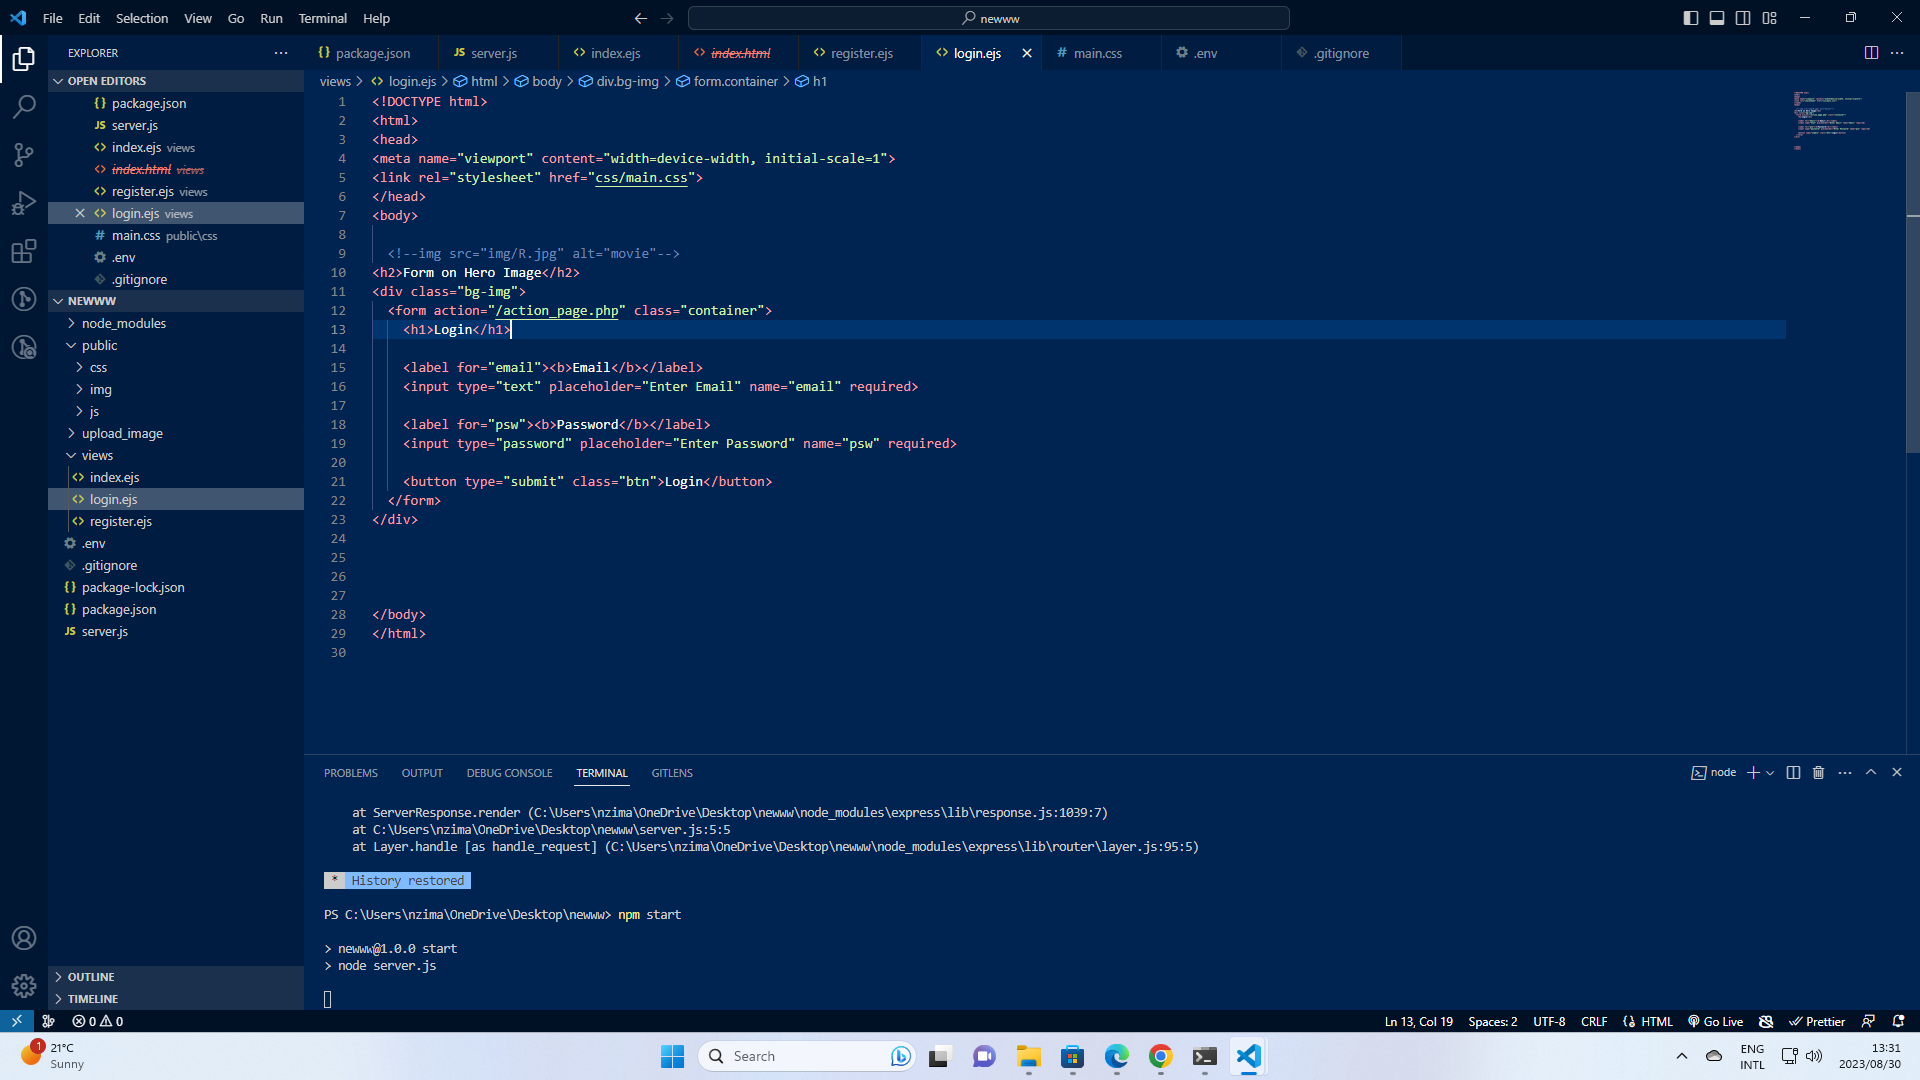 File Edit Selection View Go Run Terminal Help
newww
EXPLORER
package.json
server.js
index.ejs
index.html
register.ejs
login.ejs
main.css
.env
.gitignore
OPEN EDITORS
package.json
server.js
index.ejs views
index.html views
register.ejs views
login.ejs views
main.css public\css
.env
.gitignore
NEWWW
node_modules
public
css
img
js
upload_image
views
index.ejs
login.ejs
register.ejs
.env
.gitignore
package-lock.json
package.json
server.js
OUTLINE
TIMELINE
views > login.ejs > html > body > div.bg-img > form.container > h1
1 <!DOCTYPE html>
2 <html>
3 <head>
4 <meta name="viewport" content="width=device-width, initial-scale=1">
5 <link rel="stylesheet" href="css/main.css">
6 </head>
7 <body>
8
9 <!--img src="img/R.jpg" alt="movie"-->
10 <h2>Form on Hero Image</h2>
11 <div class="bg-img">
12 <form action="/action_page.php" class="container">
13 <h1>Login</h1>
14
15 <label for="email"><b>Email</b></label>
16 <input type="text" placeholder="Enter Email" name="email" required>
17
18 <label for="psw"><b>Password</b></label>
19 <input type="password" placeholder="Enter Password" name="psw" required>
20
21 <button type="submit" class="btn">Login</button>
22 </form>
23 </div>
24
25
26
27
28 </body>
29 </html>
30
PROBLEMS OUTPUT DEBUG CONSOLE TERMINAL GITLENS
node
at ServerResponse.render (C:\Users\nzima\OneDrive\Desktop\newww\node_modules\express\lib\response.js:1039:7)
at C:\Users\nzima\OneDrive\Desktop\newww\server.js:5:5
at Layer.handle [as handle_request] (C:\Users\nzima\OneDrive\Desktop\newww\node_modules\express\lib\router\layer.js:95:5)
* History restored
PS C:\Users\nzima\OneDrive\Desktop\newww> npm start
> newww@1.0.0 start
> node server.js
0 0
Ln 13, Col 19 Spaces: 2 UTF-8 CRLF HTML Go Live Prettier
1
21°C
Sunny
Search
ENG
INTL
13:31
2023/08/30